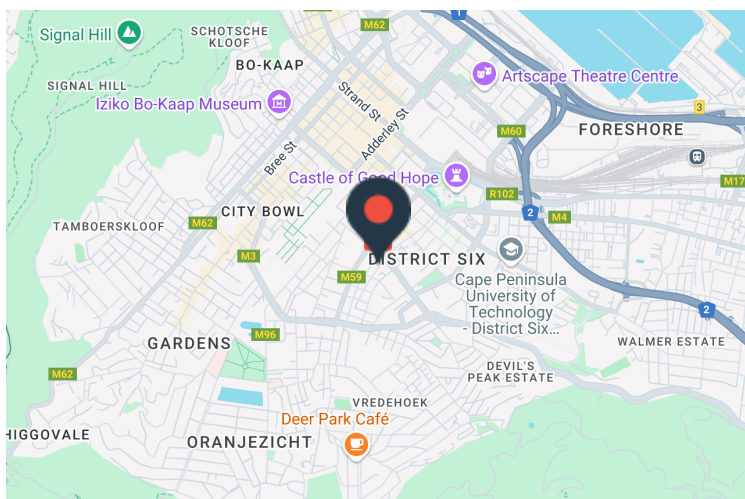 M62
1
SCHOTSCHE
KLOOF
Signal Hill
BO-KAAP
Artscape Theatre Centre
SIGNAL HILL
Iziko Bo-Kaap Museum
Strand St
Adderley St
3
M60
FORESHORE
Bree St
Castle of Good Hope
R102
M17
CITY BOWL
M62
2
M4
TAMBOERSKLOOF
M3
DISTRICT SIX
M59
Cape Peninsula
University of
Technology
- District Six...
2
M96
GARDENS
WALMER ESTATE
M62
DEVIL'S
PEAK ESTATE
VREDEHOEK
Deer Park Café
HIGGOVALE
ORANJEZICHT